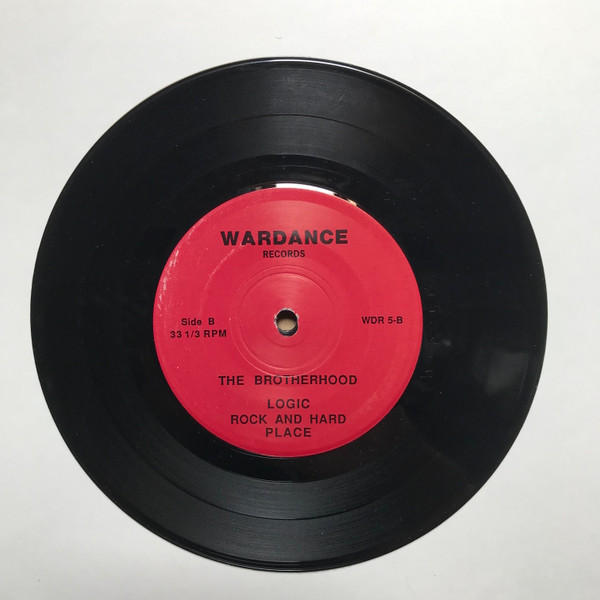 WARDANCE
RECORDS
Side B
33 1/3 RPM
WDR 5-B
THE BROTHERHOOD
LOGIC
ROCK AND HARD
PLACE